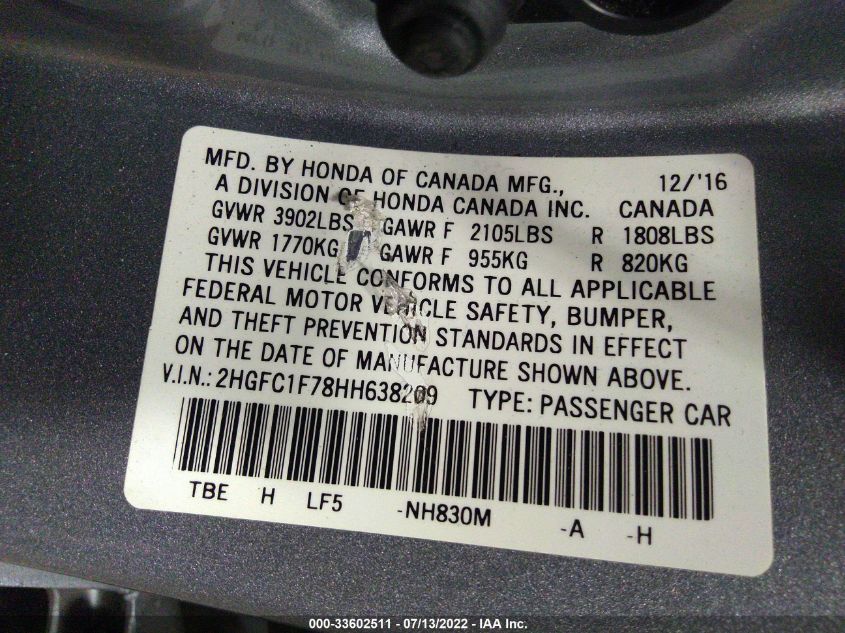 MFD. BY HONDA OF CANADA MFG., 12/'16
A DIVISION OF HONDA CANADA INC. CANADA
GVWR 3902LBS GAWR F 2105LBS R 1808LBS
GVWR 1770KG GAWR F 955KG R 820KG
THIS VEHICLE CONFORMS TO ALL APPLICABLE
FEDERAL MOTOR VEHICLE SAFETY, BUMPER,
AND THEFT PREVENTION STANDARDS IN EFFECT
ON THE DATE OF MANUFACTURE SHOWN ABOVE.
V.I.N.: 2HGFC1F78HH638209 TYPE: PASSENGER CAR
TBE H LF5 -NH830M -A -H
000-33602511 - 07/13/2022 - IAA Inc.